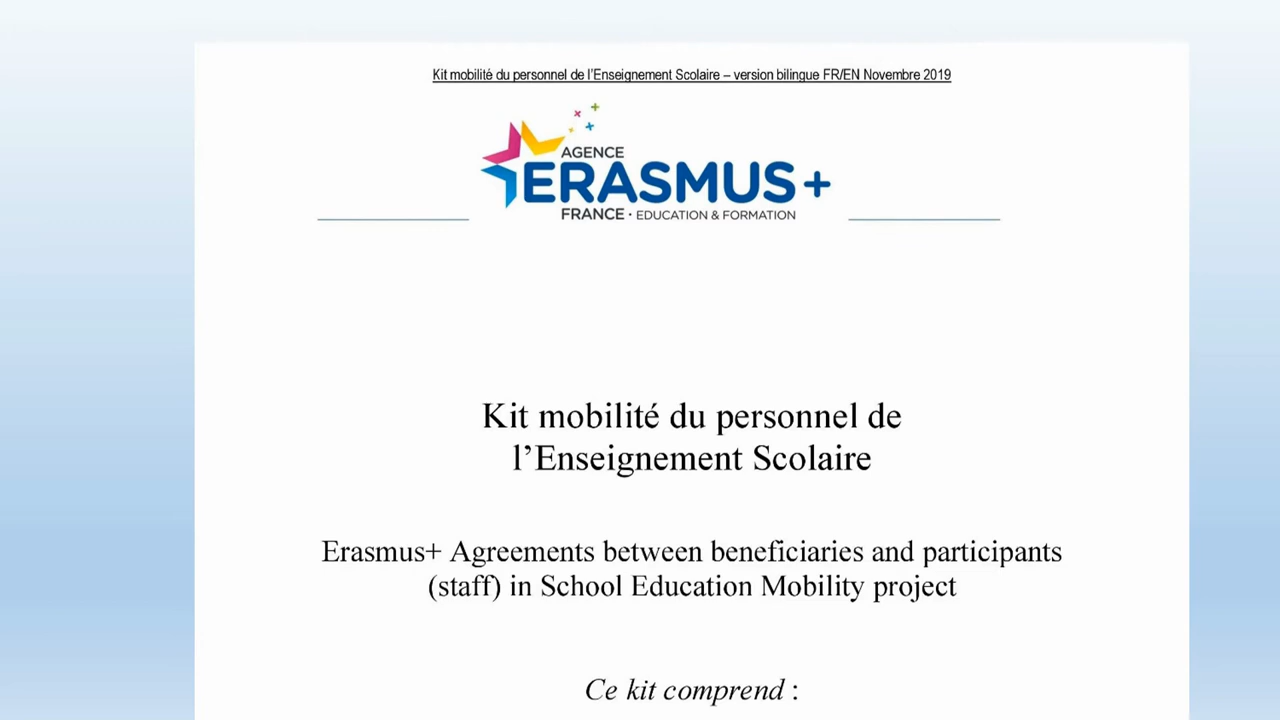 Kit mobilité du personnel de l’Enseignement Scolaire – version bilingue FR/EN Novembre 2019
AGENCE
ERASMUS+
FRANCE · EDUCATION & FORMATION
Kit mobilité du personnel de
l’Enseignement Scolaire
Erasmus+ Agreements between beneficiaries and participants
(staff) in School Education Mobility project
Ce kit comprend :